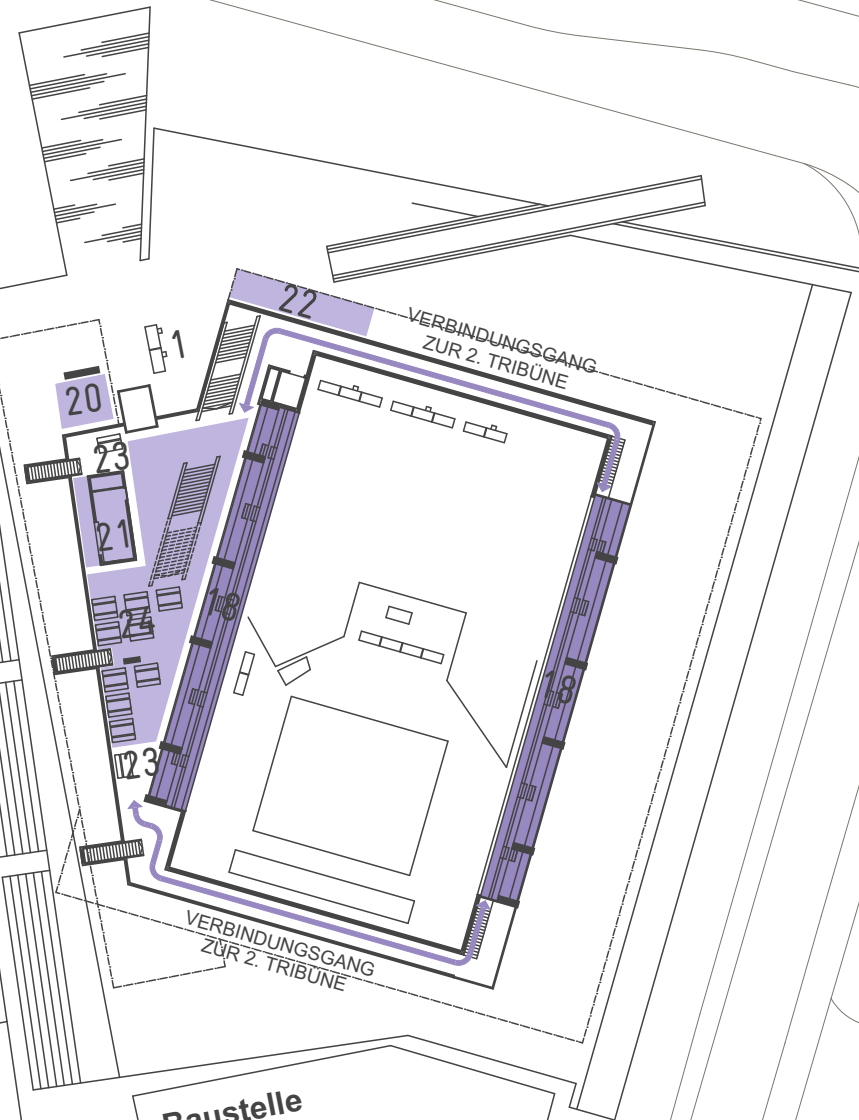 22
VERBINDUNGSGANG
ZUR 2. TRIBÜNE
1
20
23
21
18
24
18
23
VERBINDUNGSGANG
ZUR 2. TRIBÜNE
Baustelle